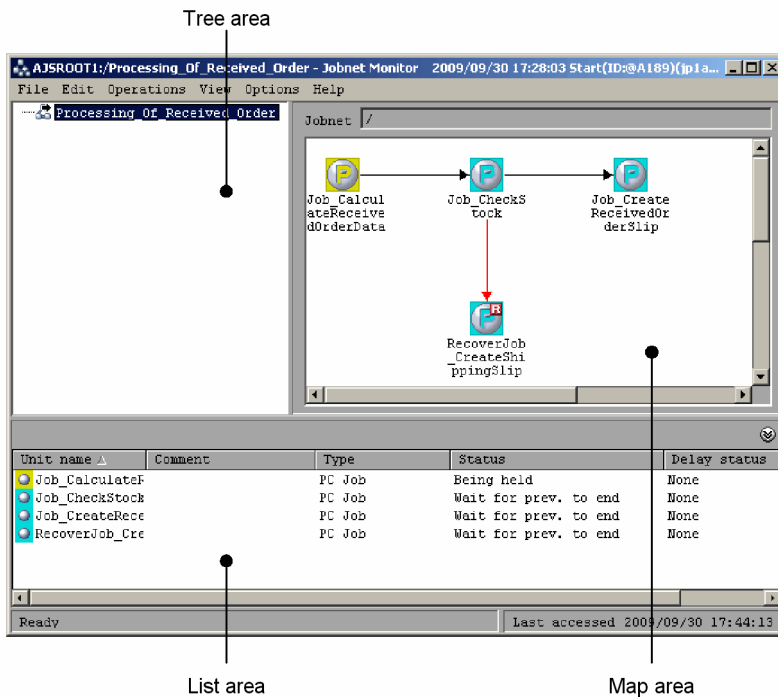 Tree area
AJSROOT1:/Processing_Of_Received_Order - Jobnet Monitor 2009/09/30 17:28:03 Start(ID:@A189)(jp1a...
File Edit Operations View Options Help
Processing_Of_Received_Order
Jobnet /
Job_Calcul
ateReceive
dOrderData
Job_CheckS
tock
Job_Create
ReceivedOr
derSlip
RecoverJob
_CreateShi
ppingSlip
Unit name Comment Type Status Delay status
Job_CalculateR PC Job Being held None
Job_CheckStock PC Job Wait for prev. to end None
Job_CreateRece PC Job Wait for prev. to end None
RecoverJob_Cre PC Job Wait for prev. to end None
Ready Last accessed 2009/09/30 17:44:13
List area
Map area